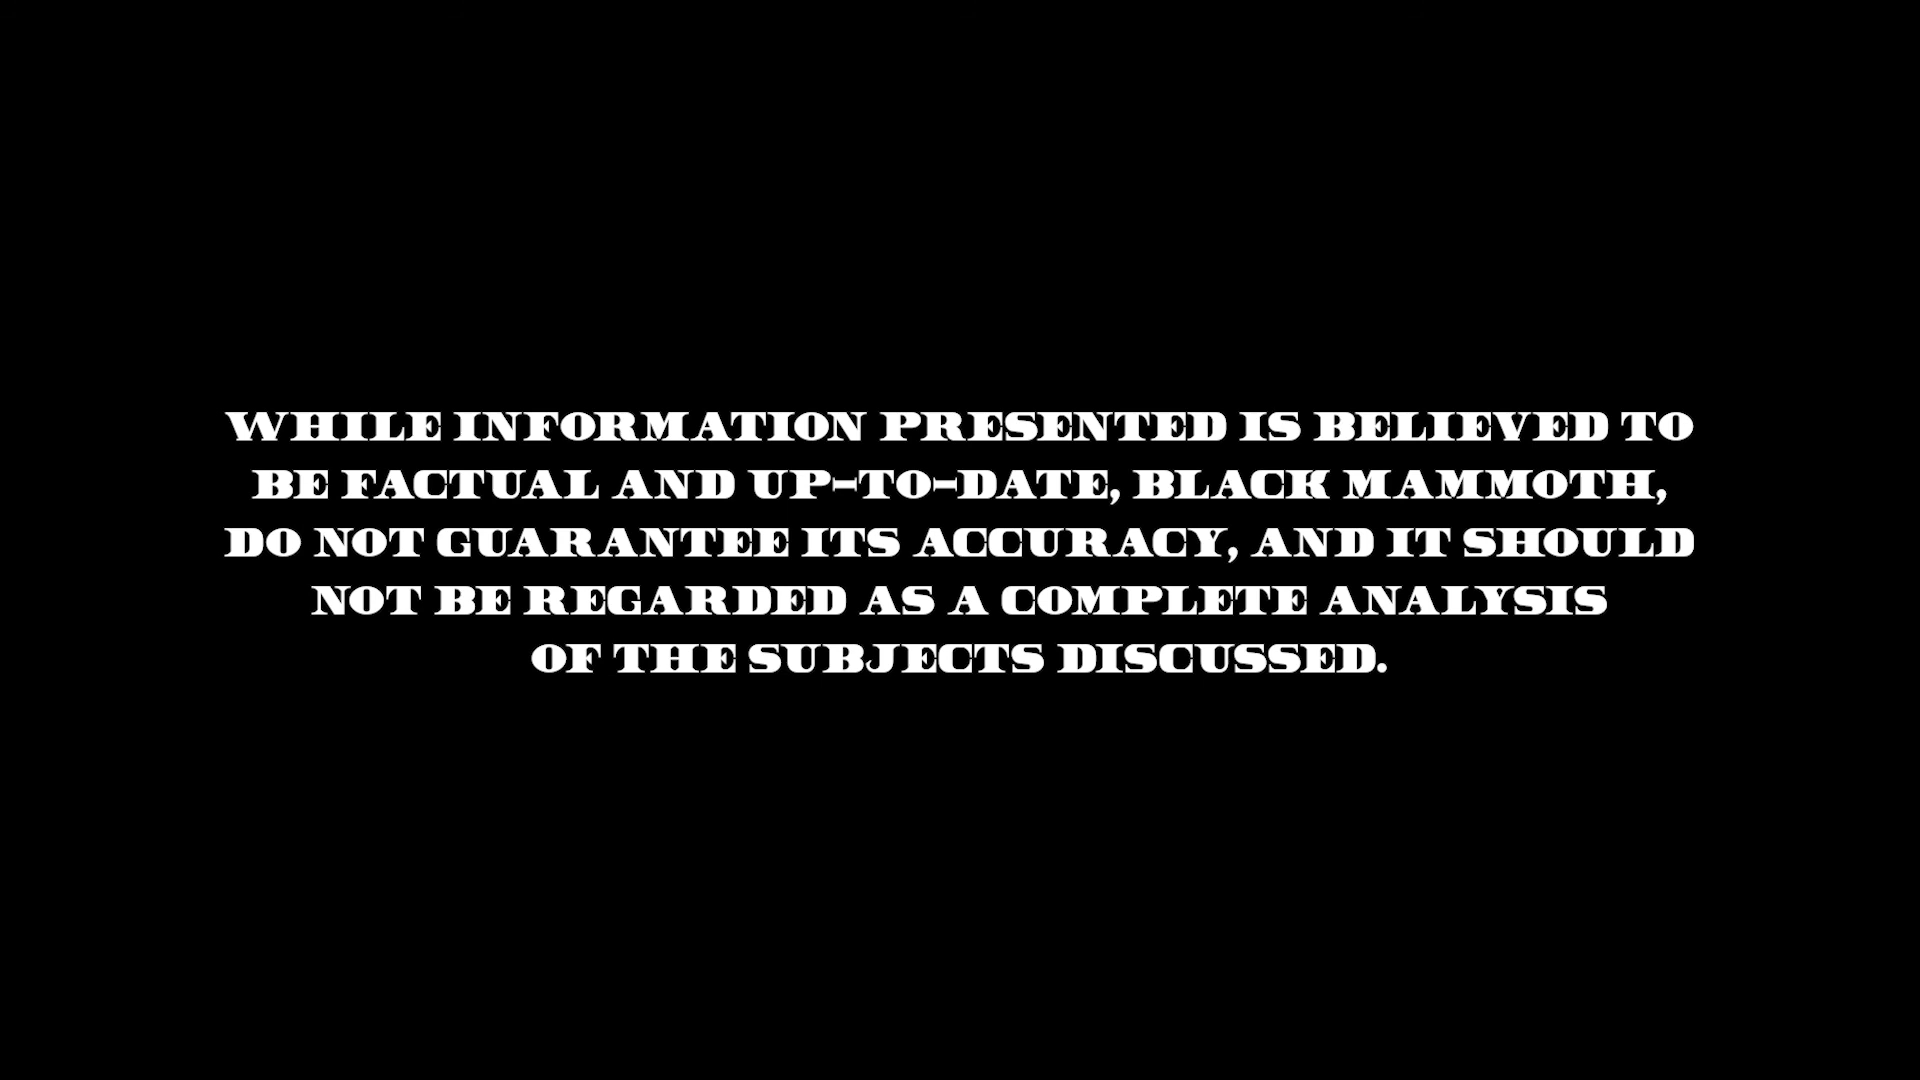 WHILE INFORMATION PRESENTED IS BELIEVED TO
BE FACTUAL AND UP-TO-DATE, BLACK MAMMOTH,
DO NOT GUARANTEE ITS ACCURACY, AND IT SHOULD
NOT BE REGARDED AS A COMPLETE ANALYSIS
OF THE SUBJECTS DISCUSSED.